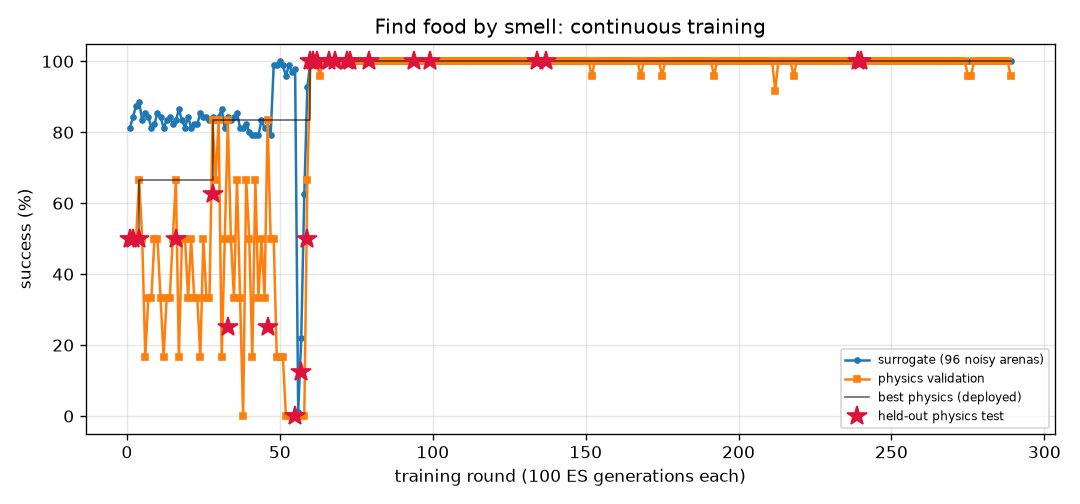 Find food by smell: continuous training
success (%)
100
80
60
40
20
0
0
50
100
150
200
250
300
training round (100 ES generations each)
surrogate (96 noisy arenas)
physics validation
best physics (deployed)
held-out physics test